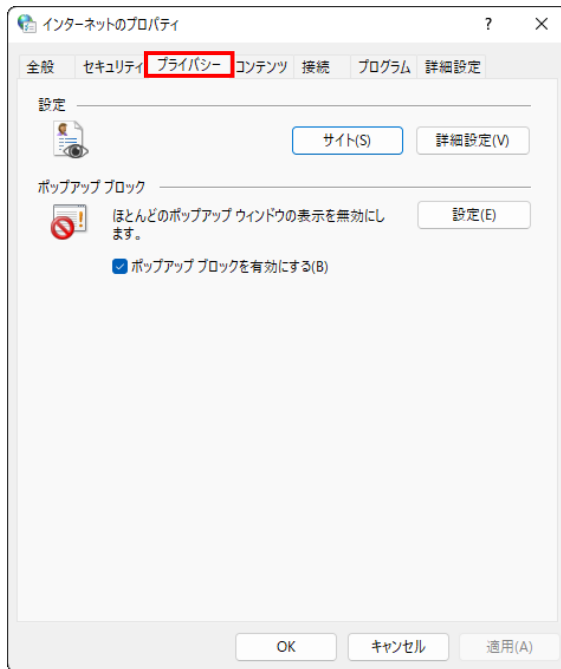 インターネットのプロパティ ?
全般 セキュリティ プライバシー コンテンツ 接続 プログラム 詳細設定
設定
サイト(S) 詳細設定(V)
ポップアップ ブロック
ほとんどのポップアップ ウィンドウの表示を無効にし 設定(E)
ます。
ポップアップ ブロックを有効にする(B)
OK キャンセル 適用(A)